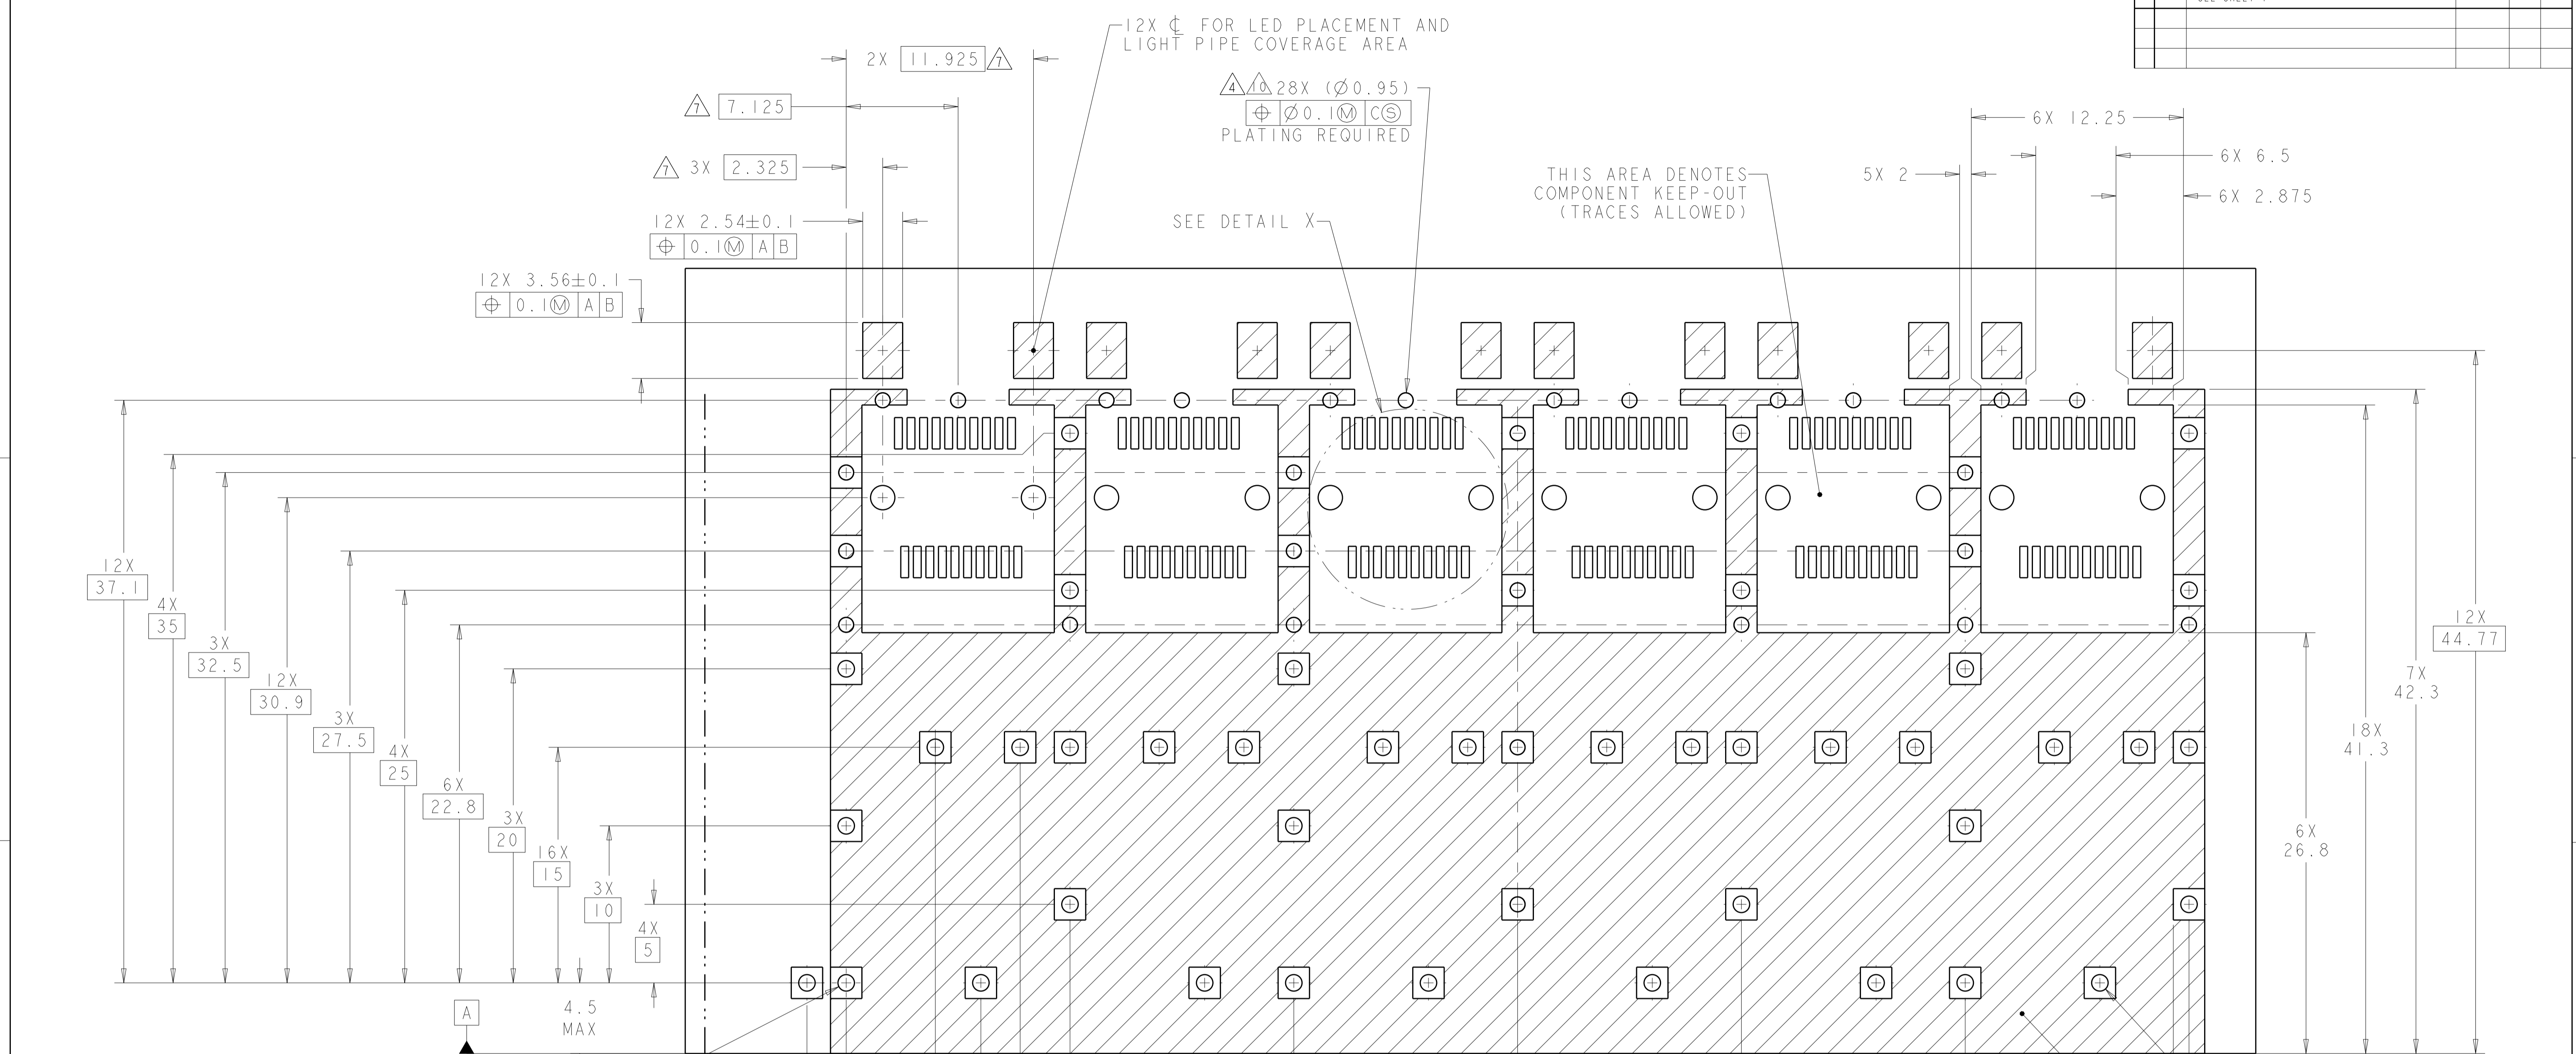 12X ℄ FOR LED PLACEMENT AND
LIGHT PIPE COVERAGE AREA
2X 11.925 7
7 7.125
4 10 28X (Ø0.95)
⌖ Ø0.1Ⓜ CⓈ
PLATING REQUIRED
6X 12.25
6X 6.5
5X 2
6X 2.875
7 3X 2.325
THIS AREA DENOTES
COMPONENT KEEP-OUT
(TRACES ALLOWED)
SEE DETAIL X
12X 2.54±0.1
⌖ 0.1Ⓜ A B
12X 3.56±0.1
⌖ 0.1Ⓜ A B
12X
37.1
4X
35
3X
32.5
12X
30.9
3X
27.5
4X
25
6X
22.8
3X
20
16X
15
3X
10
4X
5
4.5
MAX
A
12X
44.77
7X
42.3
18X
41.3
6X
26.8